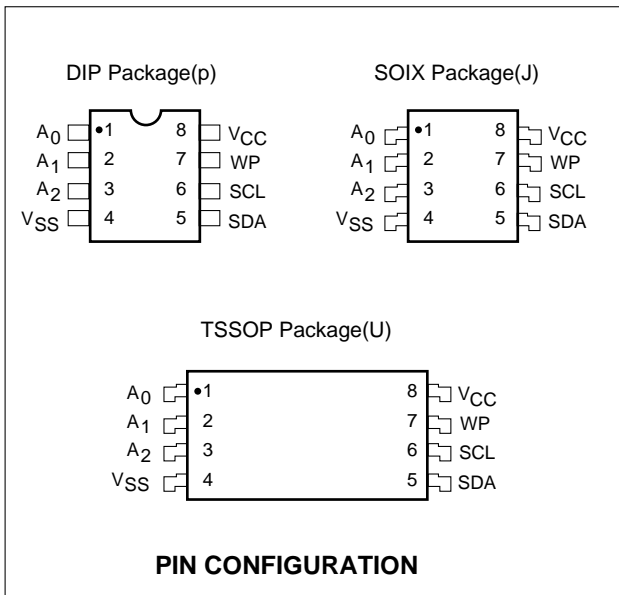 DIP Package(p)
A0 •1 8 VCC
A1 2 7 WP
A2 3 6 SCL
VSS 4 5 SDA
SOIX Package(J)
A0 •1 8 VCC
A1 2 7 WP
A2 3 6 SCL
VSS 4 5 SDA
TSSOP Package(U)
A0 •1 8 VCC
A1 2 7 WP
A2 3 6 SCL
VSS 4 5 SDA
PIN CONFIGURATION